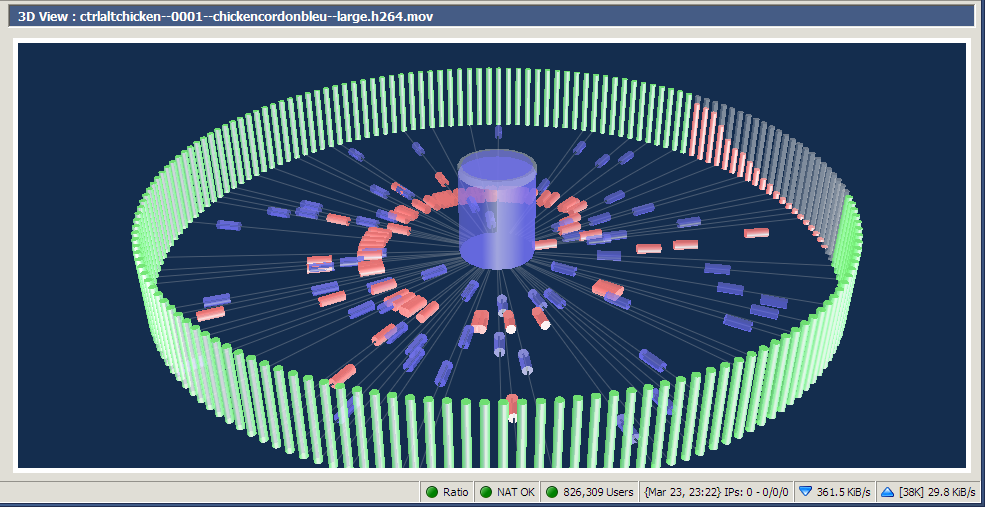 3D View : ctrlaltchicken--0001--chickencordonbleu--large.h264.mov
Ratio NAT OK 826,309 Users {Mar 23, 23:22} IPs: 0 - 0/0/0 361.5 KiB/s [38K] 29.8 KiB/s